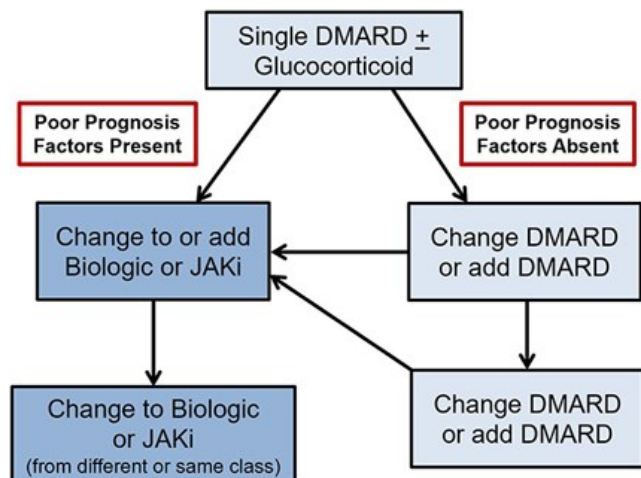 Single DMARD ±
Glucocorticoid
Poor Prognosis
Factors Present
Poor Prognosis
Factors Absent
Change to or add
Biologic or JAKi
Change DMARD
or add DMARD
Change to Biologic
or JAKi
(from different or same class)
Change DMARD
or add DMARD